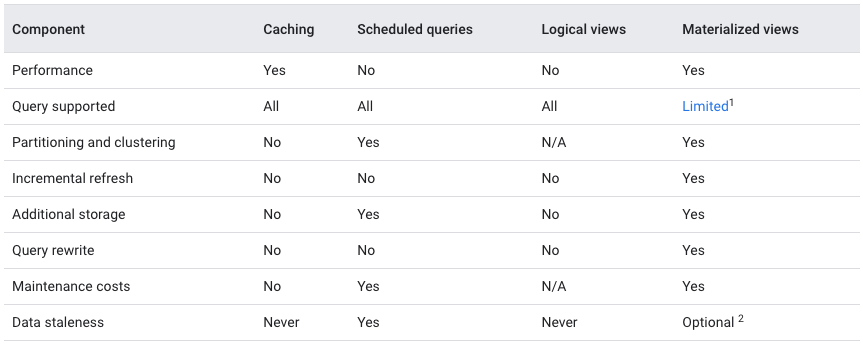 Component Caching Scheduled queries Logical views Materialized views
Performance Yes No No Yes
Query supported All All All Limited¹
Partitioning and clustering No Yes N/A Yes
Incremental refresh No No No Yes
Additional storage No Yes No Yes
Query rewrite No No No Yes
Maintenance costs No Yes N/A Yes
Data staleness Never Yes Never Optional ²